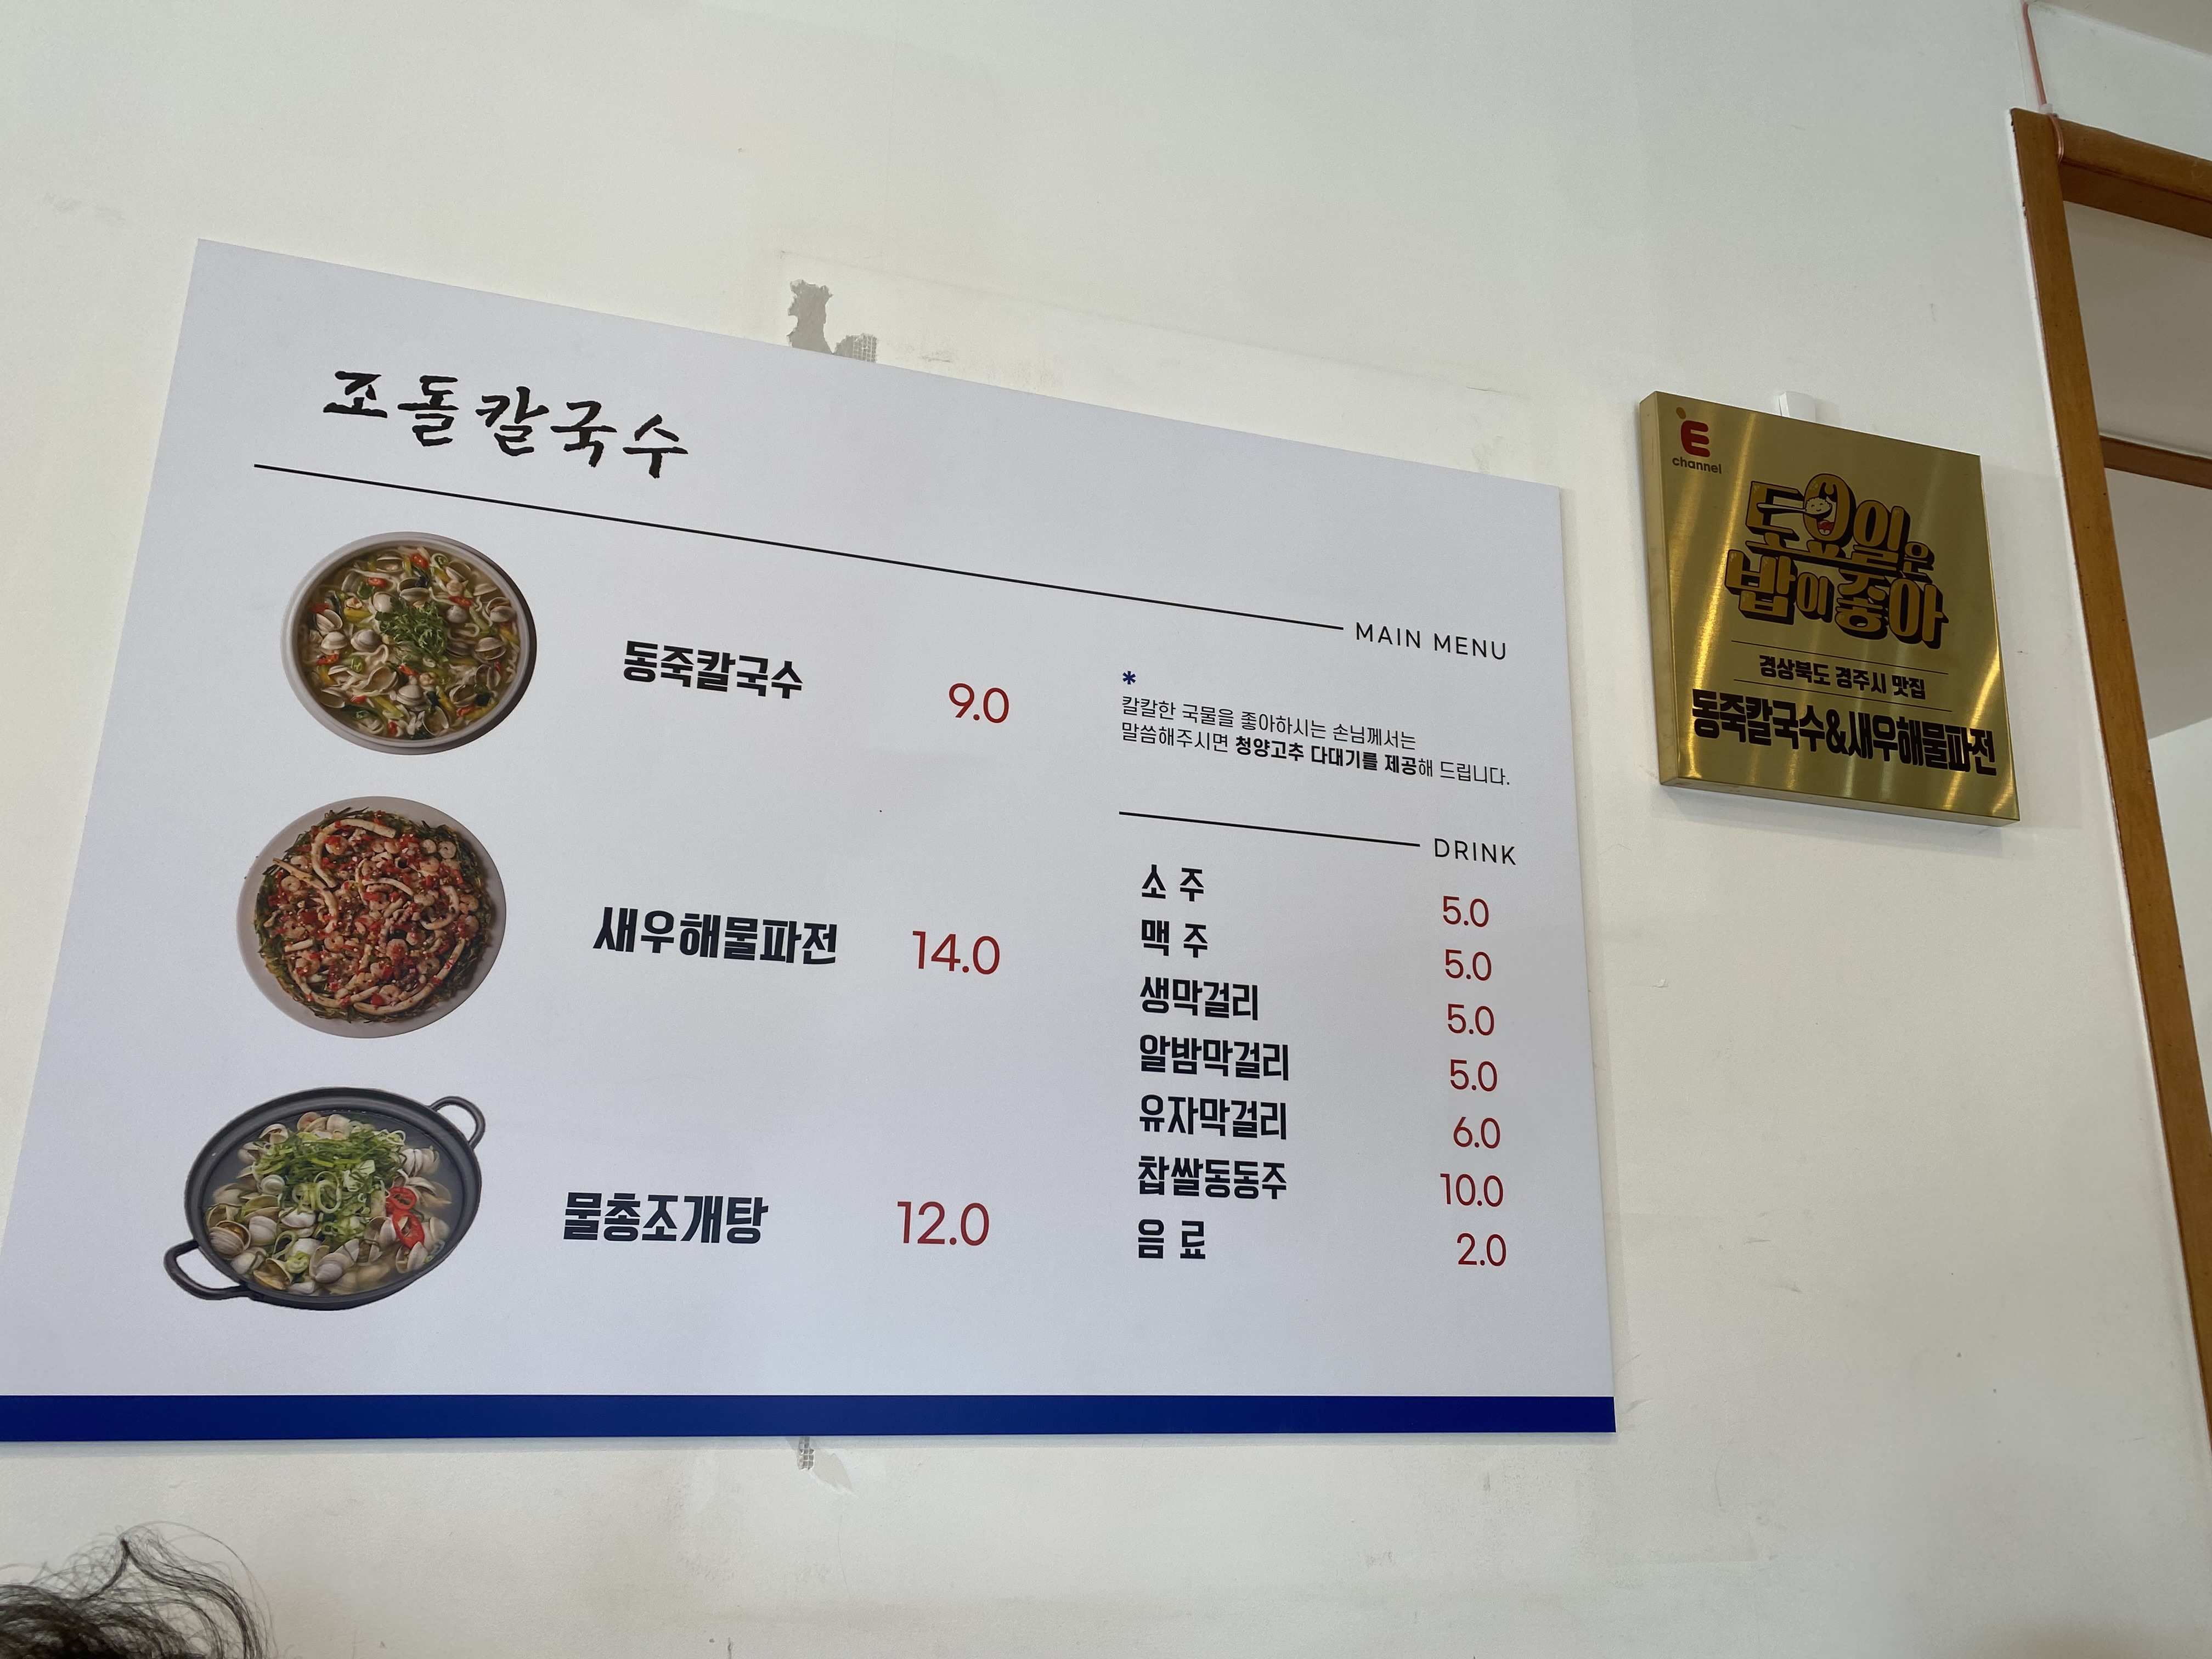 조돌칼국수
MAIN MENU
동죽칼국수 9.0
새우해물파전 14.0
물총조개탕 12.0
*
칼칼한 국물을 좋아하시는 손님께서는
말씀해주시면 청양고추 다대기를 제공해 드립니다.
DRINK
소 주 5.0
맥 주 5.0
생막걸리 5.0
알밤막걸리 5.0
유자막걸리 6.0
찹쌀동동주 10.0
음 료 2.0
E
channel
토요일은
밥이 좋아
경상북도 경주시 맛집
동죽칼국수&새우해물파전